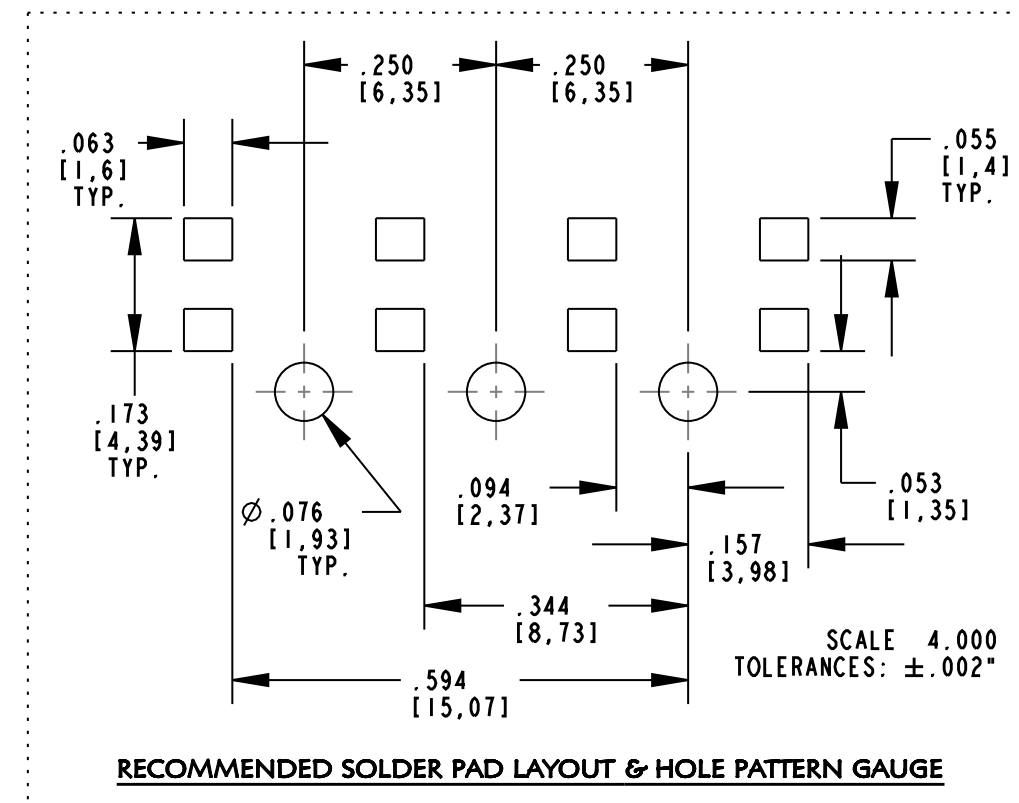 .250
[6,35]
.250
[6,35]
.063
[1,6]
TYP.
.055
[1,4]
TYP.
.173
[4,39]
TYP.
Ø.076
[1,93]
TYP.
.094
[2,37]
.053
[1,35]
.157
[3,98]
.344
[8,73]
SCALE 4.000
TOLERANCES: ±.002"
.594
[15,07]
RECOMMENDED SOLDER PAD LAYOUT & HOLE PATTERN GAUGE